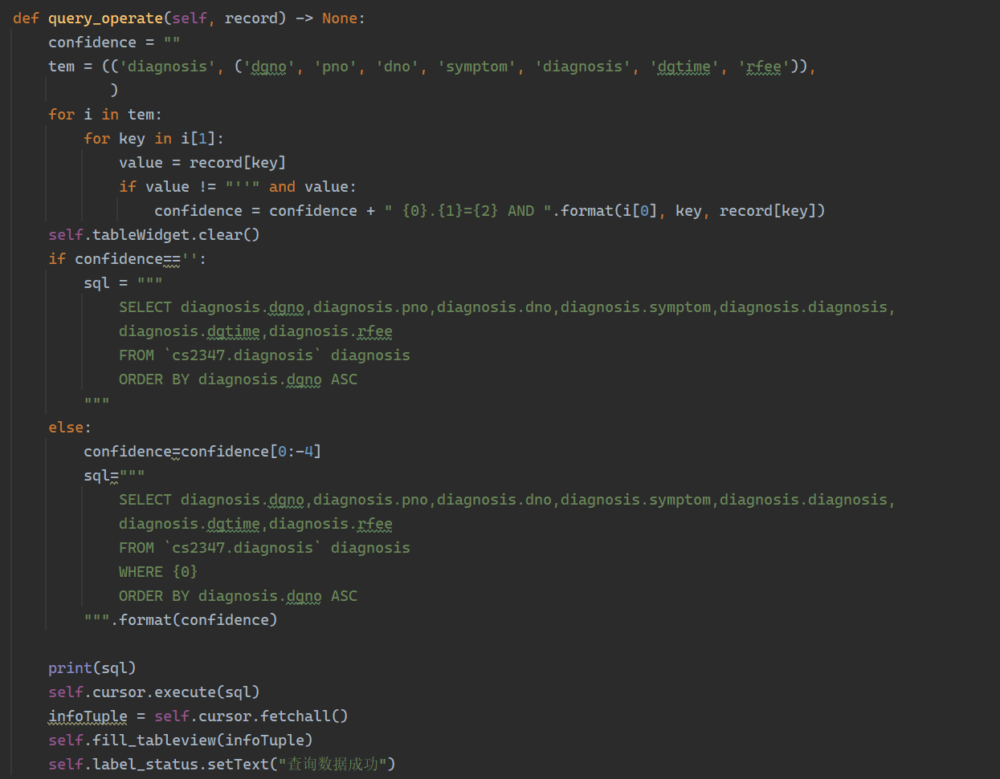 def query_operate(self, record) -> None:
    confidence = ""
    tem = (('diagnosis', ('dgno', 'pno', 'dno', 'symptom', 'diagnosis', 'dgtime', 'rfee')),
           )
    for i in tem:
        for key in i[1]:
            value = record[key]
            if value != "''" and value:
                confidence = confidence + " {0}.{1}={2} AND ".format(i[0], key, record[key])
    self.tableWidget.clear()
    if confidence=='':
        sql = """
            SELECT diagnosis.dgno,diagnosis.pno,diagnosis.dno,diagnosis.symptom,diagnosis.diagnosis,
            diagnosis.dgtime,diagnosis.rfee
            FROM `cs2347.diagnosis` diagnosis
            ORDER BY diagnosis.dgno ASC
        """
    else:
        confidence=confidence[0:-4]
        sql="""
            SELECT diagnosis.dgno,diagnosis.pno,diagnosis.dno,diagnosis.symptom,diagnosis.diagnosis,
            diagnosis.dgtime,diagnosis.rfee
            FROM `cs2347.diagnosis` diagnosis
            WHERE {0}
            ORDER BY diagnosis.dgno ASC
        """.format(confidence)

    print(sql)
    self.cursor.execute(sql)
    infoTuple = self.cursor.fetchall()
    self.fill_tableview(infoTuple)
    self.label_status.setText("查询数据成功")